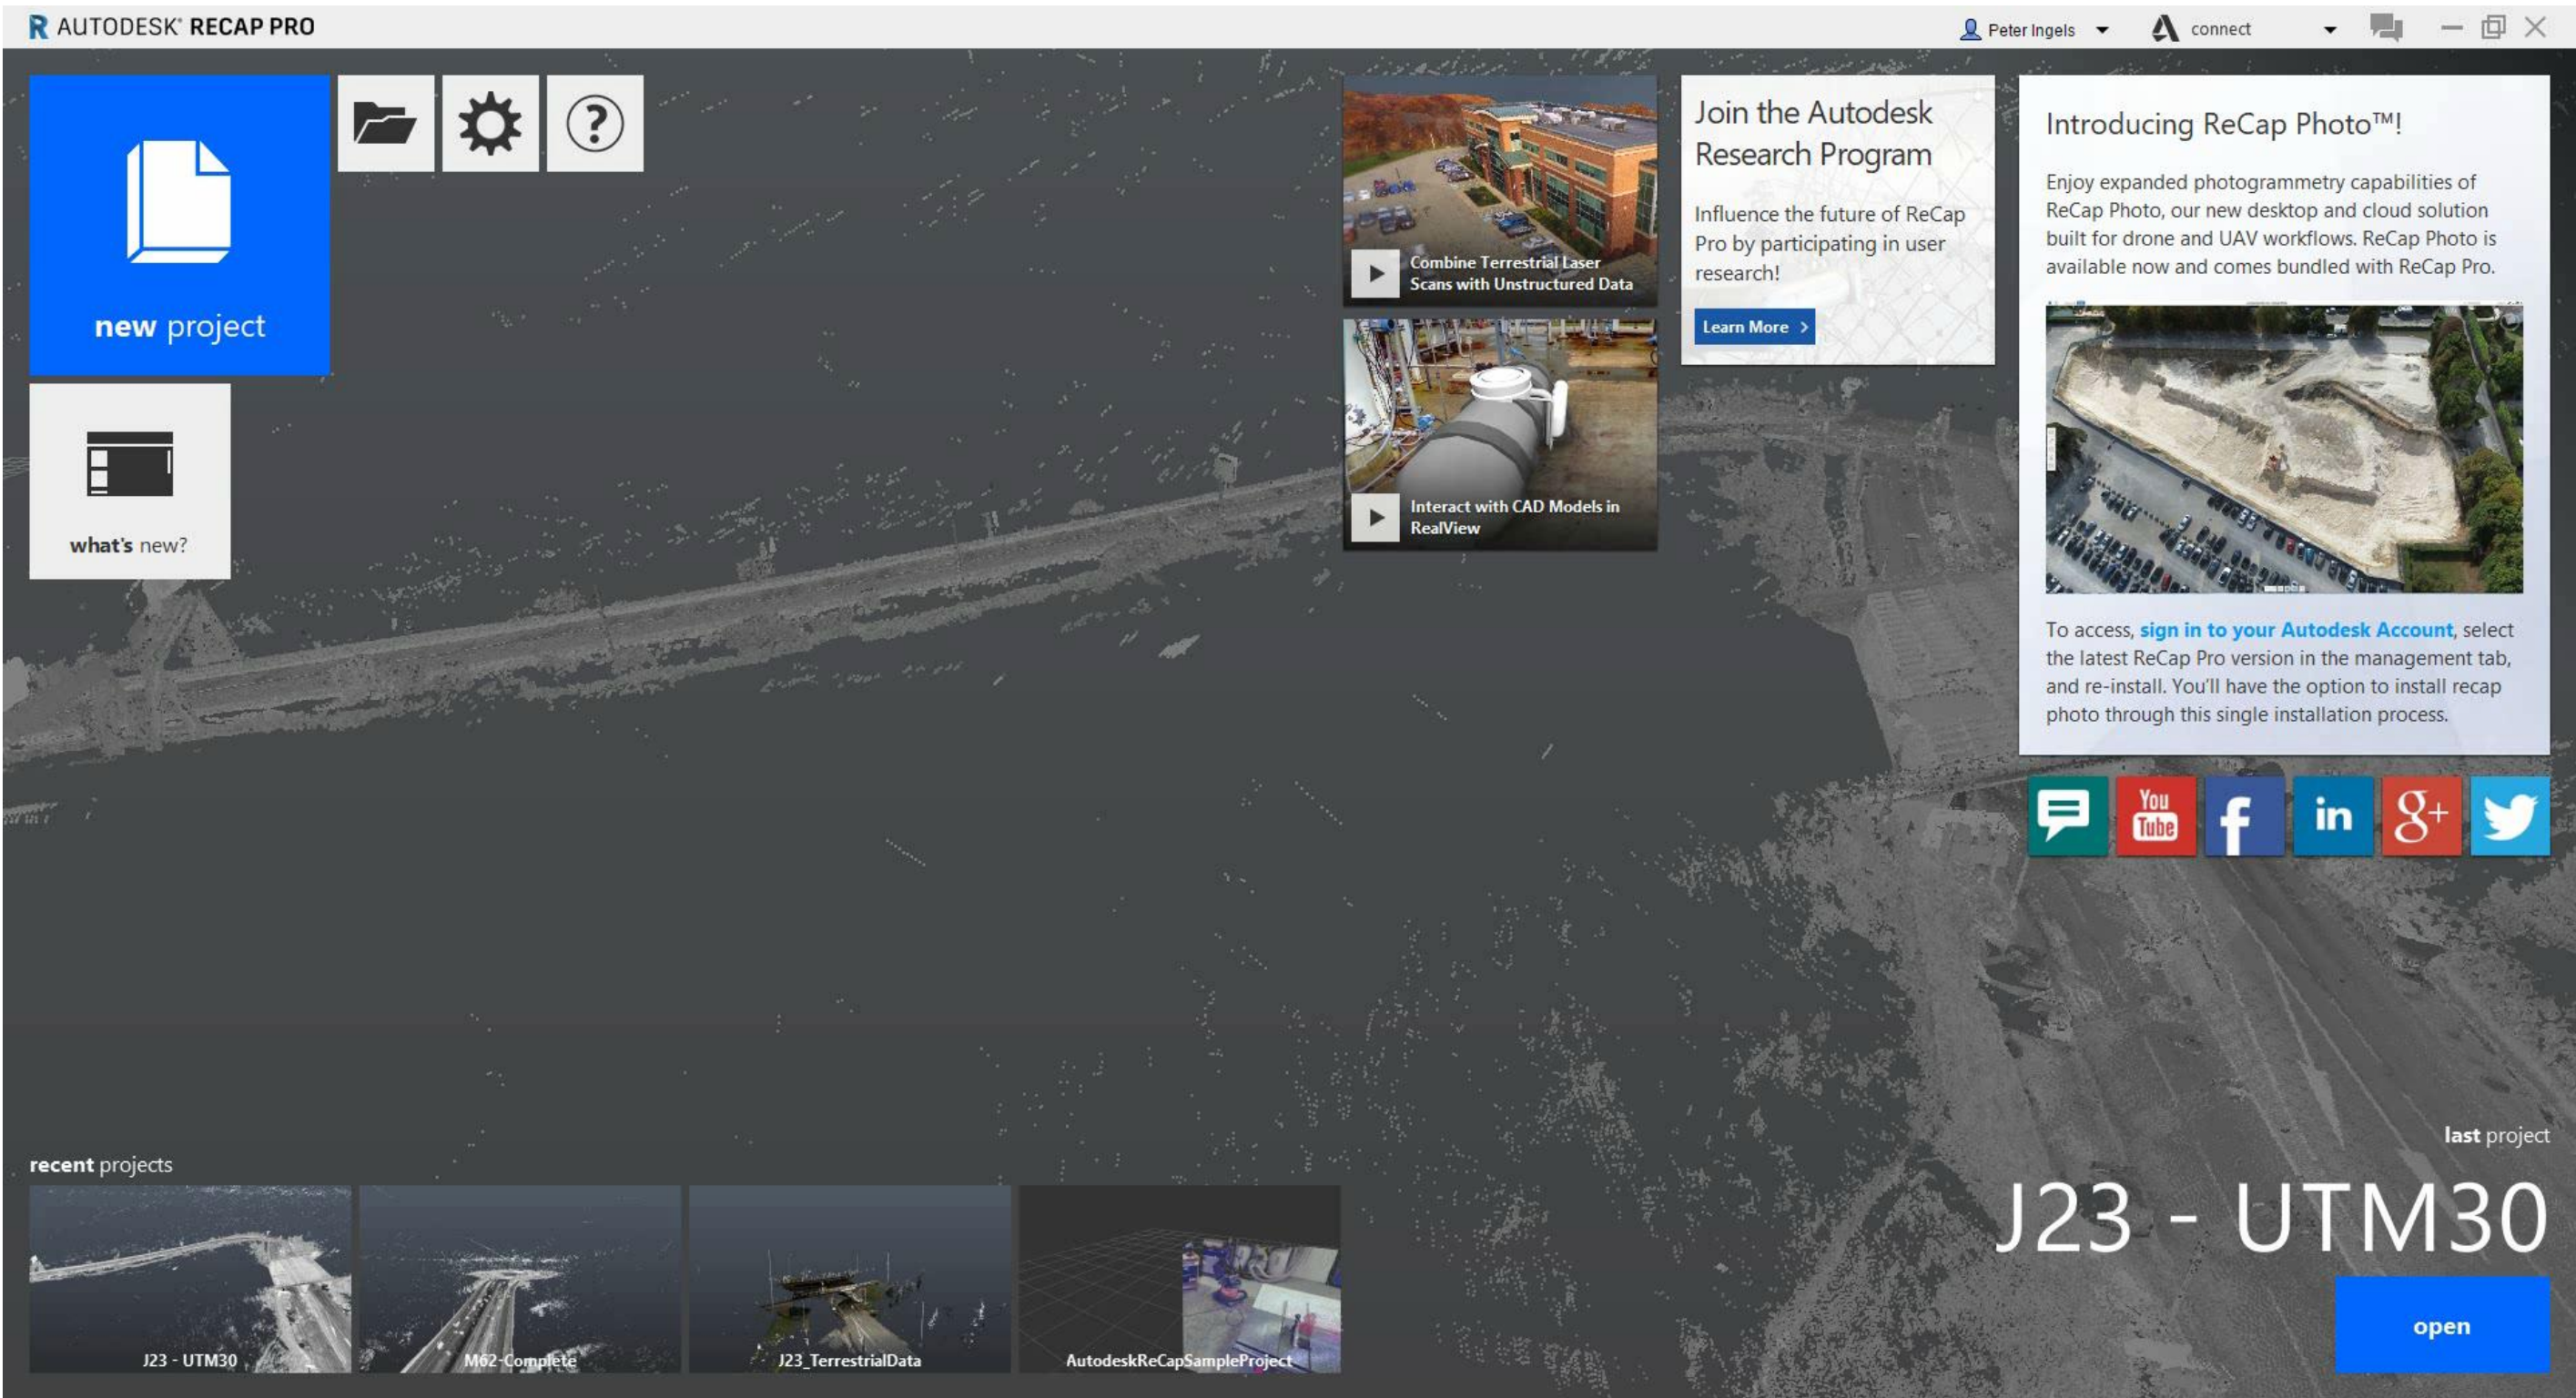 R AUTODESK® RECAP PRO
Peter Ingels
connect
new project
what's new?
?
Combine Terrestrial Laser
Scans with Unstructured Data
Interact with CAD Models in
RealView
Join the Autodesk
Research Program
Influence the future of ReCap
Pro by participating in user
research!
Learn More >
Introducing ReCap Photo™!
Enjoy expanded photogrammetry capabilities of
ReCap Photo, our new desktop and cloud solution
built for drone and UAV workflows. ReCap Photo is
available now and comes bundled with ReCap Pro.
To access, sign in to your Autodesk Account, select
the latest ReCap Pro version in the management tab,
and re-install. You'll have the option to install recap
photo through this single installation process.
You
Tube
f
in
g+
recent projects
J23 - UTM30
M62-Complete
J23_TerrestrialData
AutodeskReCapSampleProject
last project
J23 - UTM30
open